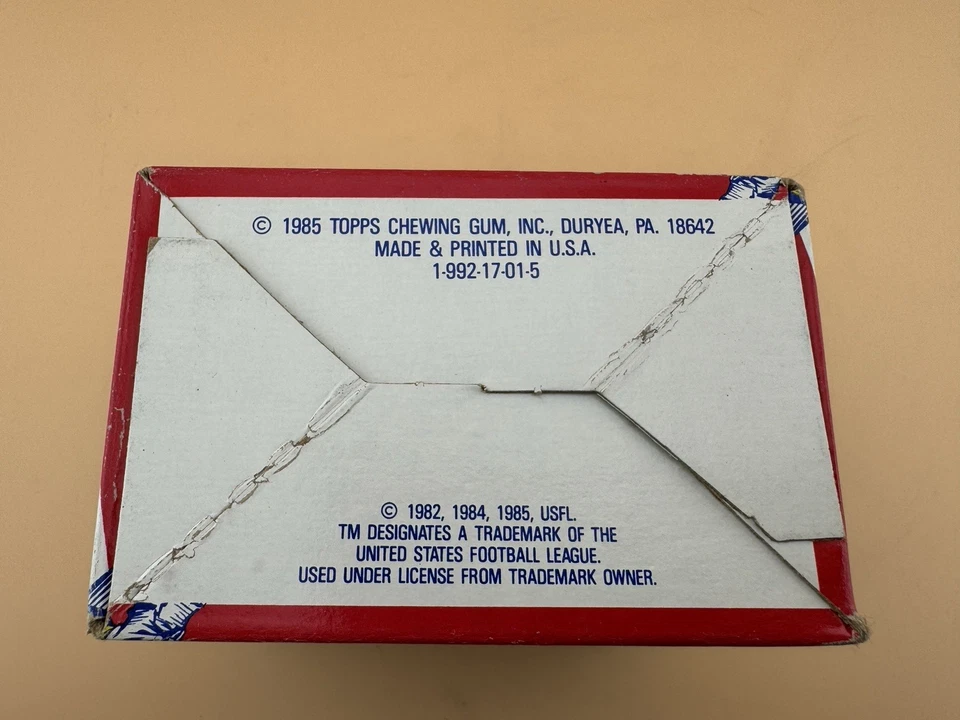 © 1985 TOPPS CHEWING GUM, INC., DURYEA, PA. 18642
MADE & PRINTED IN U.S.A.
1-992-17-01-5
© 1982, 1984, 1985, USFL.
TM DESIGNATES A TRADEMARK OF THE
UNITED STATES FOOTBALL LEAGUE.
USED UNDER LICENSE FROM TRADEMARK OWNER.